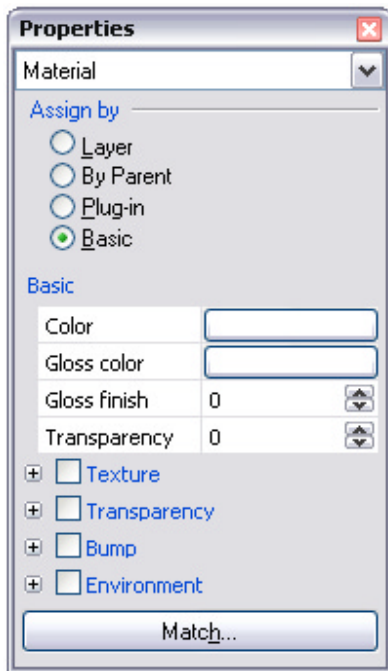 Properties
Material
Assign by
Layer
By Parent
Plug-in
Basic
Basic
Color
Gloss color
Gloss finish 0
Transparency 0
Texture
Transparency
Bump
Environment
Match...